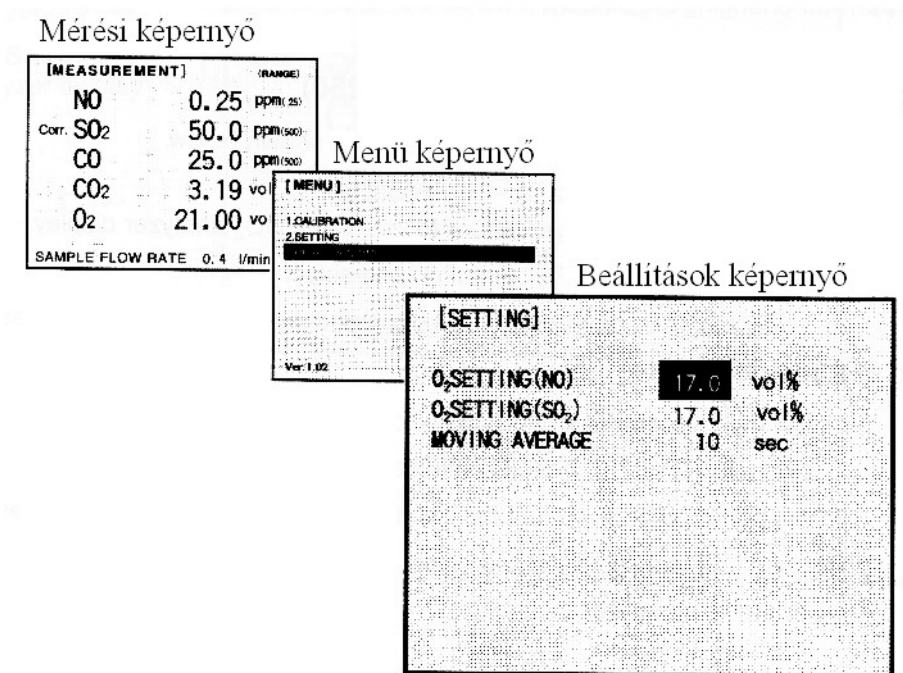 Mérési képernyő
[MEASUREMENT] (RANGE)
NO 0.25 ppm(25)
Corr. SO2 50.0 ppm(500)
CO 25.0 ppm(500)
CO2 3.19 vol
O2 21.00 vo
SAMPLE FLOW RATE 0.4 l/min
Menü képernyő
[MENU]
1.CALIBRATION
2.SETTING
Ver.1.02
Beállítások képernyő
[SETTING]
O2SETTING(NO) 17.0 vol%
O2SETTING(SO2) 17.0 vol%
MOVING AVERAGE 10 sec